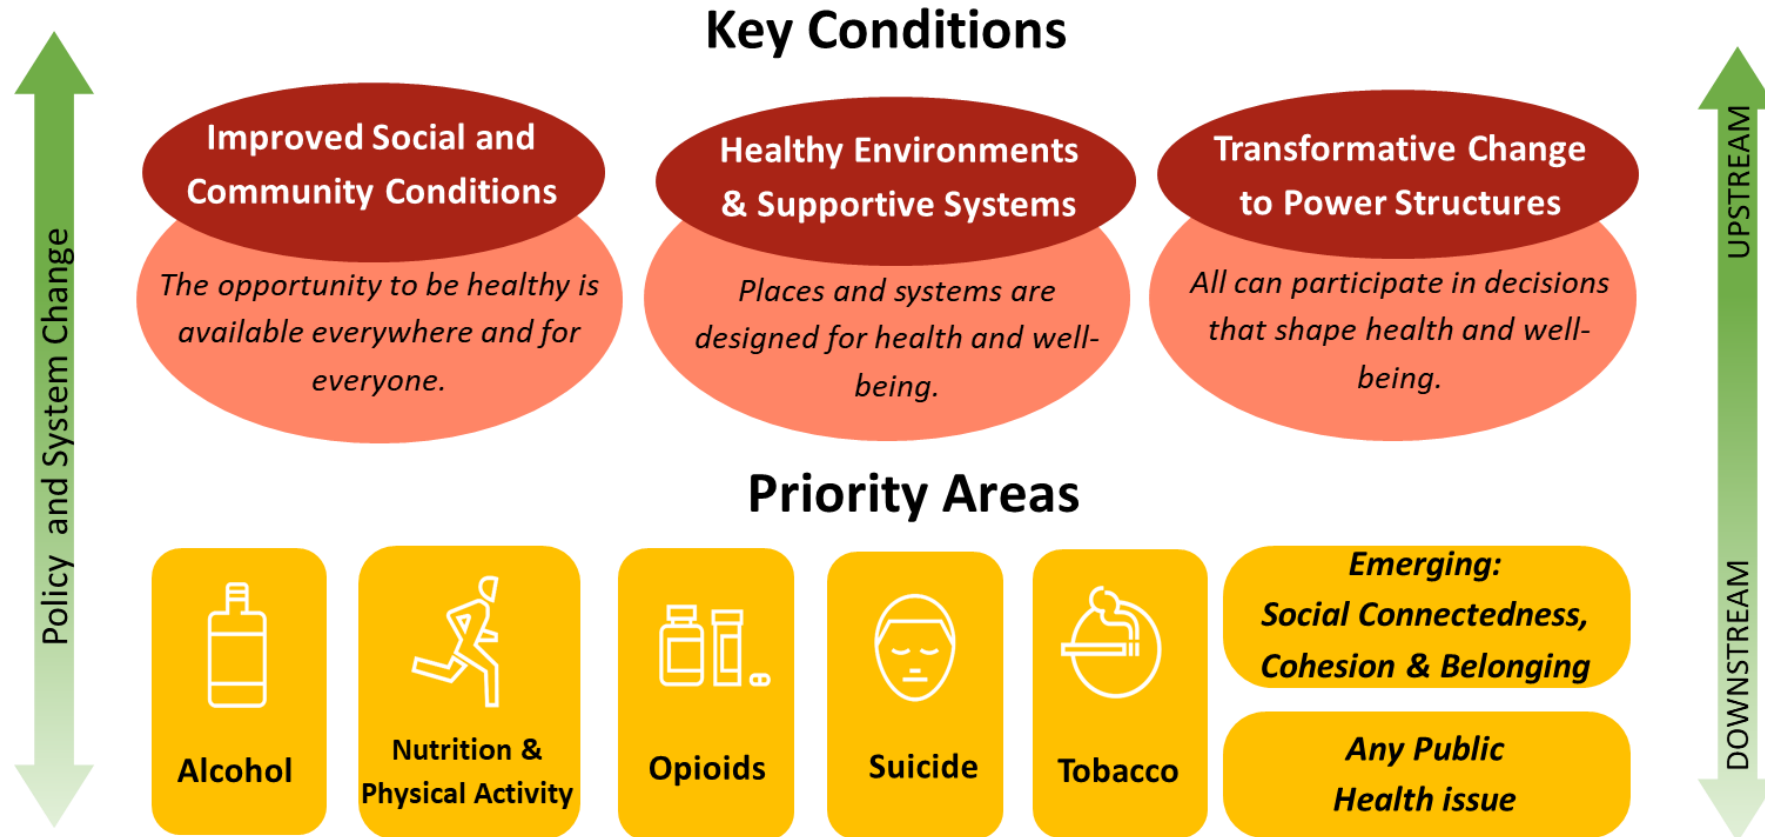 Key Conditions
Policy and System Change
Improved Social and
Community Conditions
The opportunity to be healthy is
available everywhere and for
everyone.
Healthy Environments
& Supportive Systems
Places and systems are
designed for health and well-
being.
Transformative Change
to Power Structures
All can participate in decisions
that shape health and well-
being.
UPSTREAM
DOWNSTREAM
Priority Areas
Alcohol
Nutrition &
Physical Activity
Opioids
Suicide
Tobacco
Emerging:
Social Connectedness,
Cohesion & Belonging
Any Public
Health issue